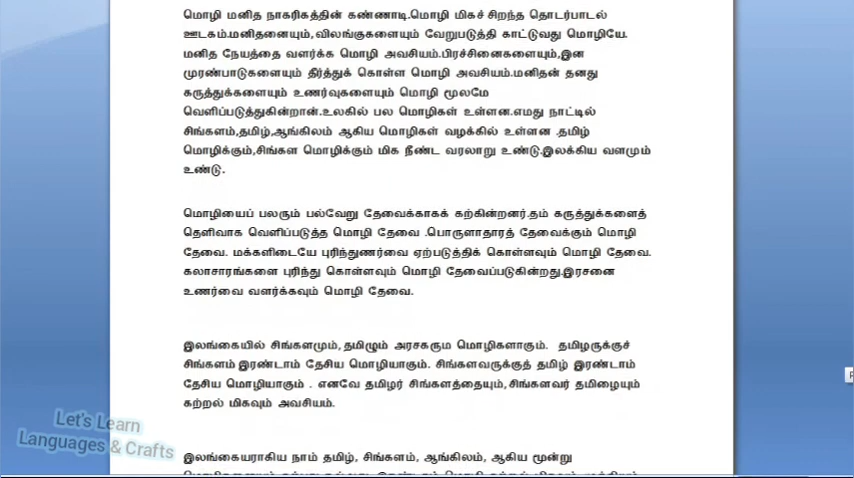 மொழி மனித நாகரிகத்தின் கண்ணாடி.மொழி மிகச் சிறந்த தொடர்பாடல்
ஊடகம்.மனிதனையும்,விலங்குகளையும் வேறுபடுத்தி காட்டுவது மொழியே.
மனித நேயத்தை வளர்க்க மொழி அவசியம்.பிரச்சினைகளையும்,இன
முரண்பாடுகளையும் தீர்த்துக் கொள்ள மொழி அவசியம்.மனிதன் தனது
கருத்துக்களையும் உணர்வுகளையும் மொழி மூலமே
வெளிப்படுத்துகின்றான்.உலகில் பல மொழிகள் உள்ளன.எமது நாட்டில்
சிங்களம்,தமிழ்,ஆங்கிலம் ஆகிய மொழிகள் வழக்கில் உள்ளன .தமிழ்
மொழிக்கும்,சிங்கள மொழிக்கும் மிக நீண்ட வரலாறு உண்டு.இலக்கிய வளமும்
உண்டு.
மொழியைப் பலரும் பல்வேறு தேவைக்காகக் கற்கின்றனர்.தம் கருத்துக்களைத்
தெளிவாக வெளிப்படுத்த மொழி தேவை .பொருளாதாரத் தேவைக்கும் மொழி
தேவை. மக்களிடையே புரிந்துணர்வை ஏற்படுத்திக் கொள்ளவும் மொழி தேவை.
கலாசாரங்களை புரிந்து கொள்ளவும் மொழி தேவைப்படுகின்றது.இரசனை
உணர்வை வளர்க்கவும் மொழி தேவை.
இலங்கையில் சிங்களமும், தமிழும் அரசகரும மொழிகளாகும். தமிழருக்குச்
சிங்களம் இரண்டாம் தேசிய மொழியாகும். சிங்களவருக்குத் தமிழ் இரண்டாம்
தேசிய மொழியாகும் . எனவே தமிழர் சிங்களத்தையும்,சிங்களவர் தமிழையும்
கற்றல் மிகவும் அவசியம்.
Let's Learn
Languages & Crafts
இலங்கையராகிய நாம் தமிழ், சிங்களம், ஆங்கிலம், ஆகிய மூன்று